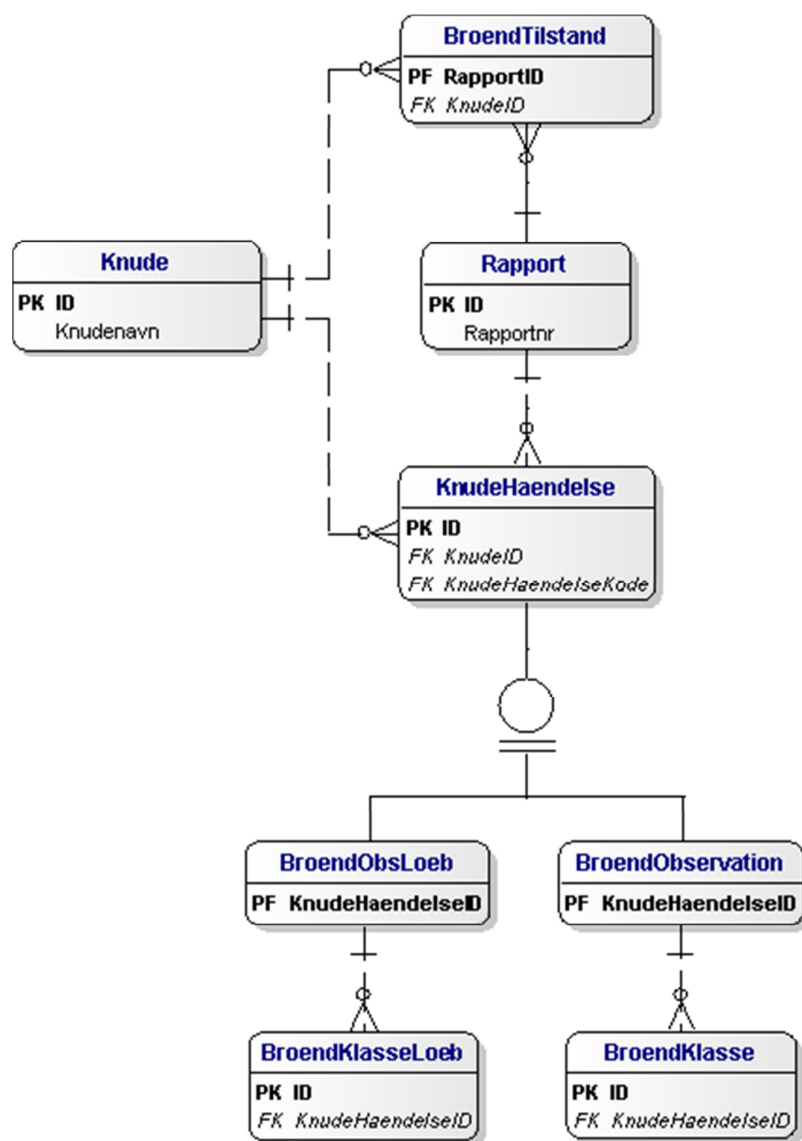 BroendTilstand
PF RapportID
FK KnudeID
Knude
PK ID
Knudenavn
Rapport
PK ID
Rapportnr
KnudeHaendelse
PK ID
FK KnudeID
FK KnudeHaendelseKode
BroendObsLoeb
PF KnudeHaendelseID
BroendObservation
PF KnudeHaendelseID
BroendKlasseLoeb
PK ID
FK KnudeHaendelseID
BroendKlasse
PK ID
FK KnudeHaendelseID